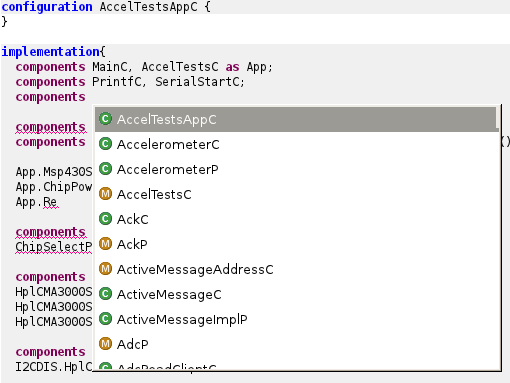 configuration AccelTestsAppC {
}
implementation{
components MainC, AccelTestsC as App;
components PrintfC, SerialStartC;
components
components
components ()
App.Msp430S
App.ChipPow
App.Re
components
ChipSelectP
components
HplCMA3000S
HplCMA3000S
HplCMA3000S
components
I2CDIS.HplC
AccelTestsAppC
AccelerometerC
AccelerometerP
AccelTestsC
AckC
AckP
ActiveMessageAddressC
ActiveMessageC
ActiveMessageImplP
AdcP
AdcReadClientC